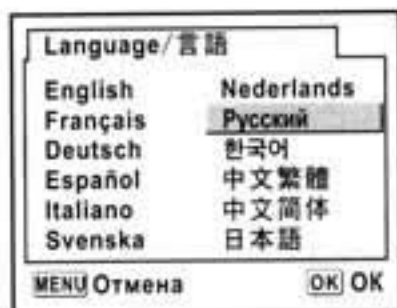 Language/言語
English Nederlands
Français Русский
Deutsch 한국어
Español 中文繁體
Italiano 中文简体
Svenska 日本語
MENU Отмена OK OK